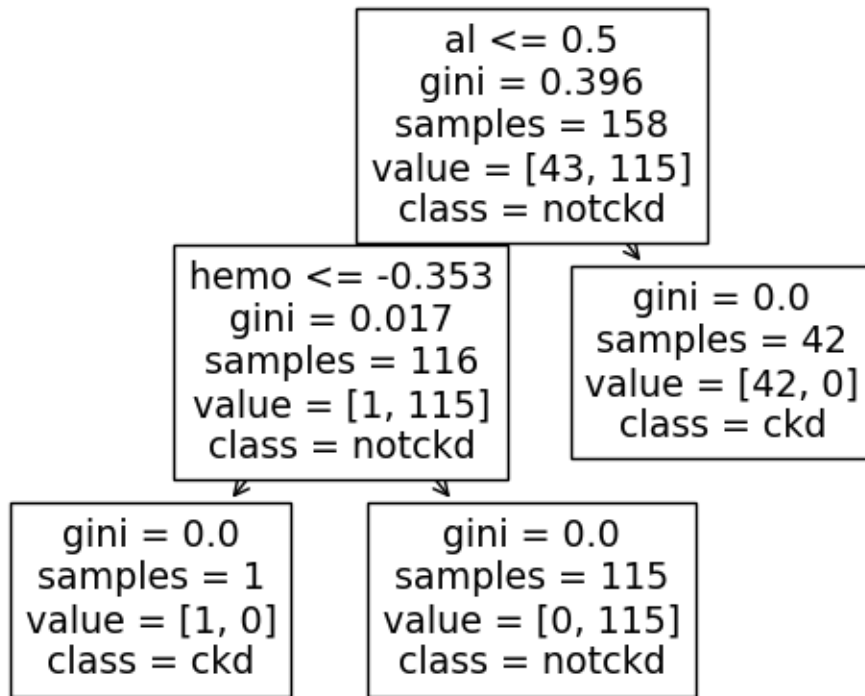 al <= 0.5
gini = 0.396
samples = 158
value = [43, 115]
class = notckd
hemo <= -0.353
gini = 0.017
samples = 116
value = [1, 115]
class = notckd
gini = 0.0
samples = 42
value = [42, 0]
class = ckd
gini = 0.0
samples = 1
value = [1, 0]
class = ckd
gini = 0.0
samples = 115
value = [0, 115]
class = notckd